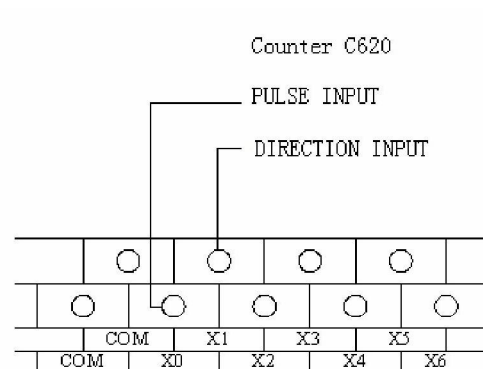 Counter C620
PULSE INPUT
DIRECTION INPUT
COM X1 X3 X5
COM X0 X2 X4 X6